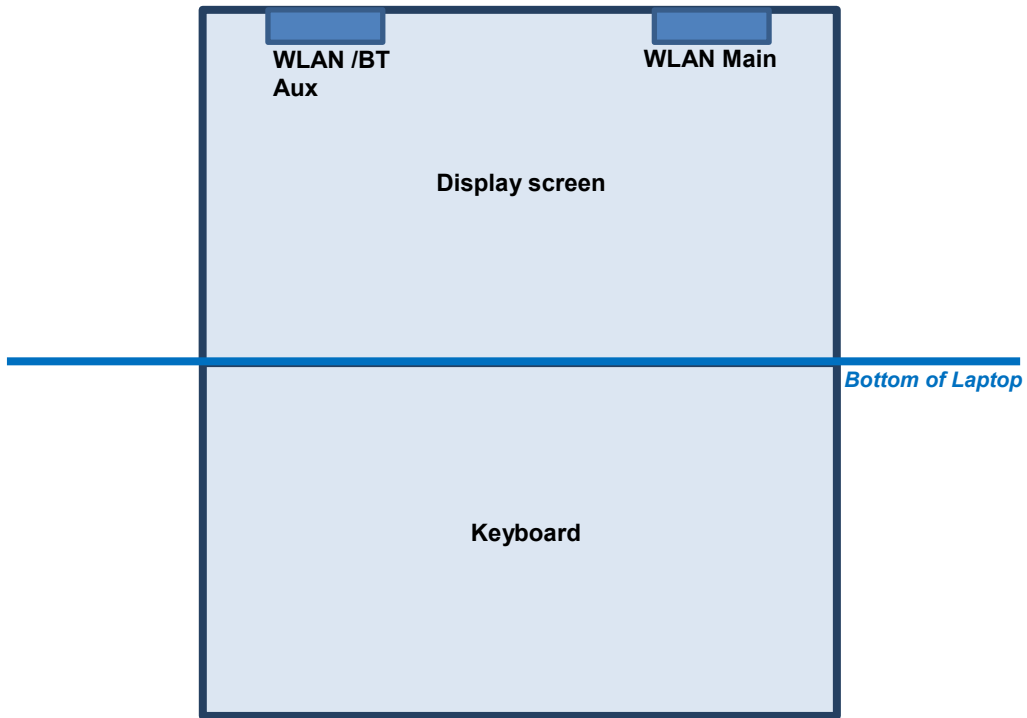 WLAN /BT
Aux
WLAN Main
Display screen
Bottom of Laptop
Keyboard